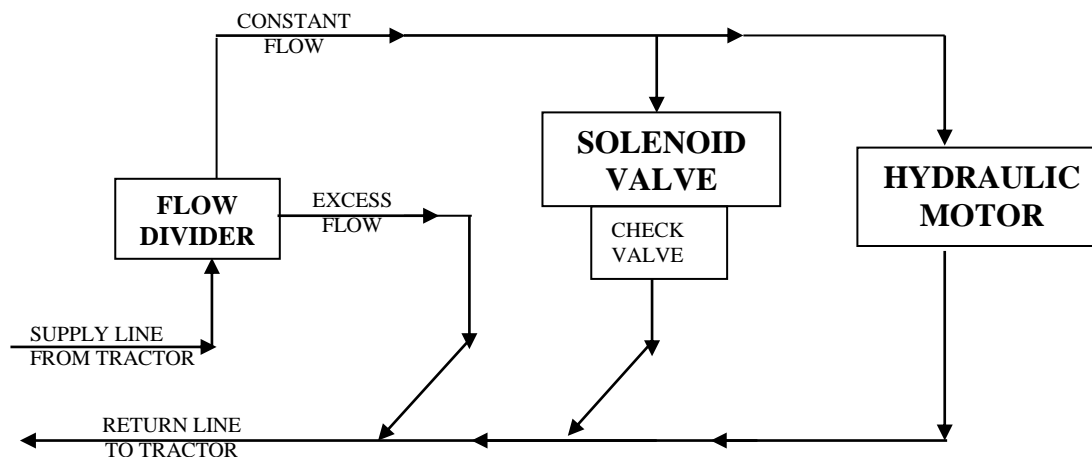 CONSTANT
FLOW
SOLENOID
VALVE
HYDRAULIC
MOTOR
FLOW
DIVIDER
EXCESS
FLOW
CHECK
VALVE
SUPPLY LINE
FROM TRACTOR
RETURN LINE
TO TRACTOR